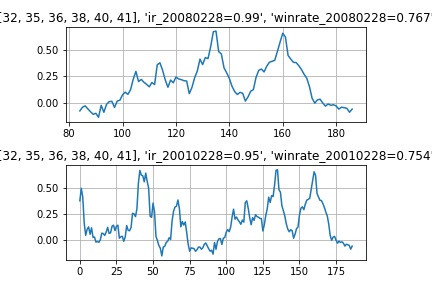 [32, 35, 36, 38, 40, 41], 'ir_20080228=0.99', 'winrate_20080228=0.767'
0.50
0.25
0.00
80 100 120 140 160 180
[32, 35, 36, 38, 40, 41], 'ir_20010228=0.95', 'winrate_20010228=0.754'
0.50
0.25
0.00
0 25 50 75 100 125 150 175